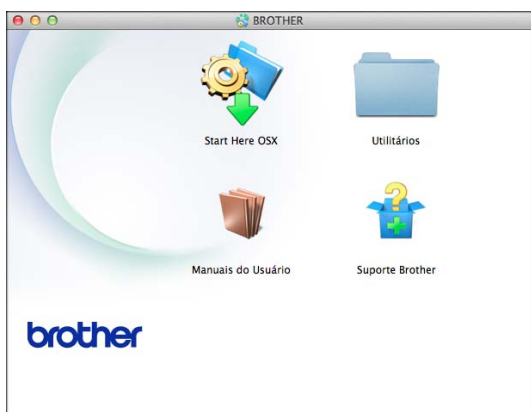 BROTHER
Start Here OSX
Utilitários
Manuais do Usuário
Suporte Brother
brother